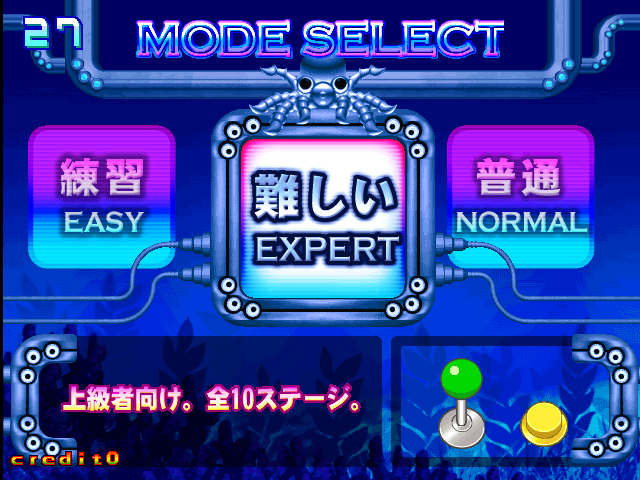 27
MODE SELECT
練習
EASY
難しい
EXPERT
普通
NORMAL
上級者向け。全10ステージ。
credit0